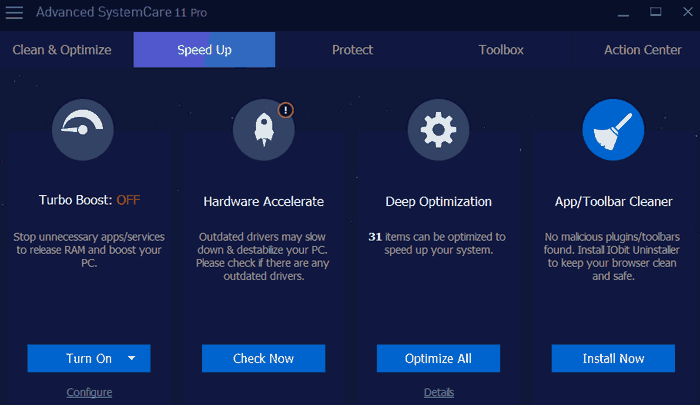 Advanced SystemCare 11 Pro
Clean & Optimize
Speed Up
Protect
Toolbox
Action Center
Turbo Boost: OFF
Stop unnecessary apps/services
to release RAM and boost your
PC.
Turn On
Configure
!
Hardware Accelerate
Outdated drivers may slow
down & destabilize your PC.
Please check if there are any
outdated drivers.
Check Now
Deep Optimization
31 items can be optimized to
speed up your system.
Optimize All
Details
App/Toolbar Cleaner
No malicious plugins/toolbars
found. Install IObit Uninstaller
to keep your browser clean
and safe.
Install Now